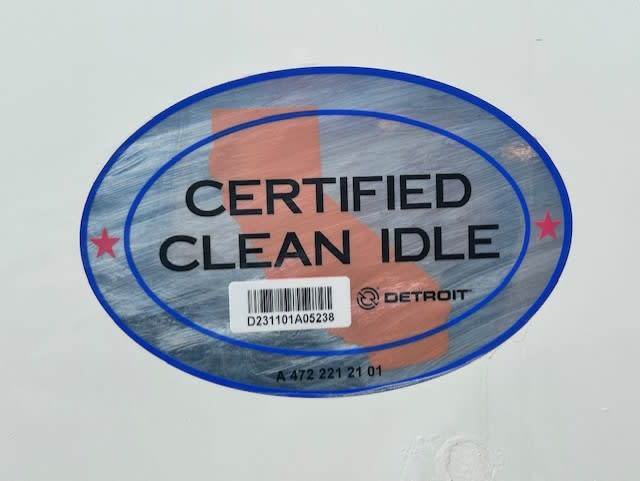 CERTIFIED
CLEAN IDLE
D231101A05238
DETROIT
A 472 221 21 01